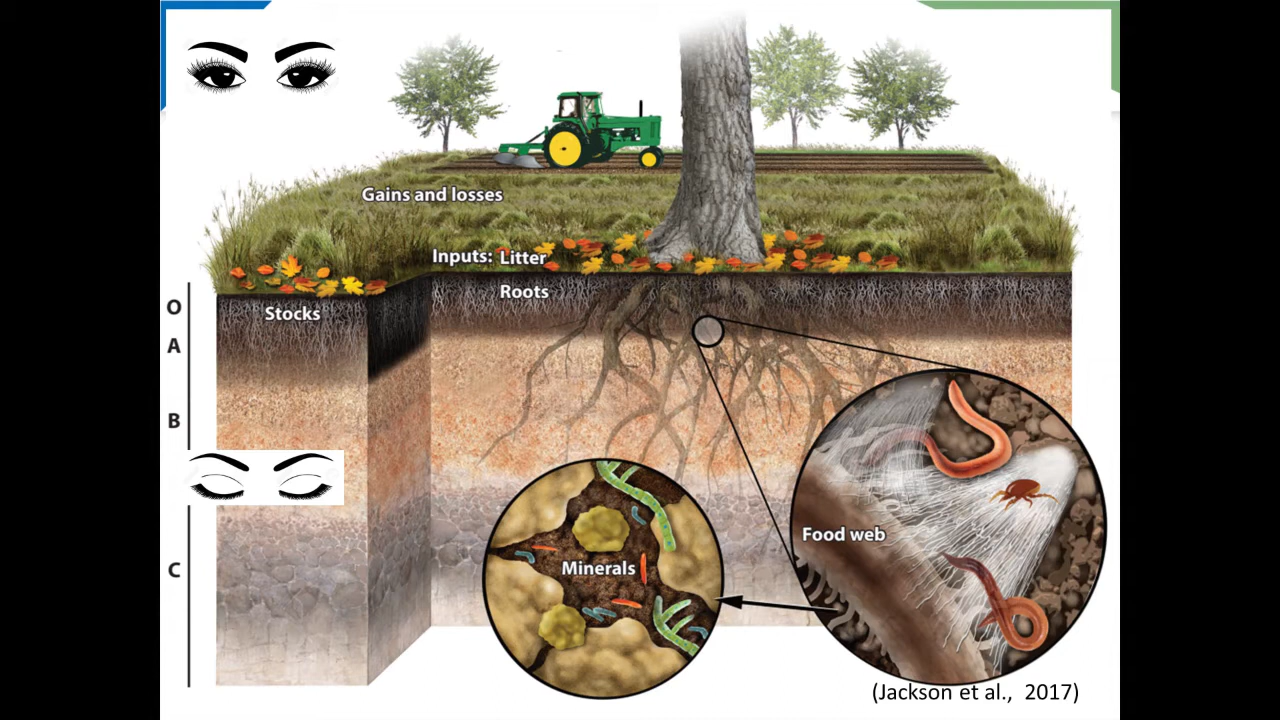 Gains and losses
Inputs: Litter
Roots
Stocks
O
A
B
C
Food web
Minerals
(Jackson et al., 2017)